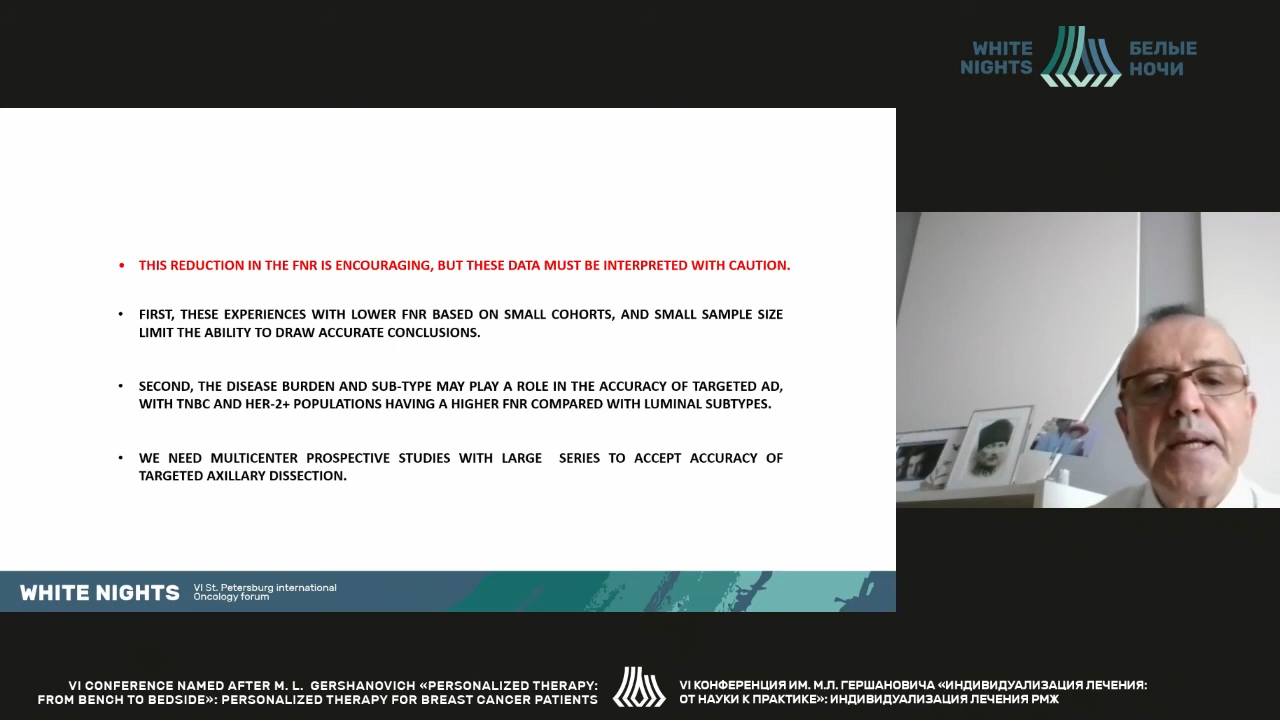 WHITE
NIGHTS
БЕЛЫЕ
НОЧИ
• THIS REDUCTION IN THE FNR IS ENCOURAGING, BUT THESE DATA MUST BE INTERPRETED WITH CAUTION.
• FIRST, THESE EXPERIENCES WITH LOWER FNR BASED ON SMALL COHORTS, AND SMALL SAMPLE SIZE
LIMIT THE ABILITY TO DRAW ACCURATE CONCLUSIONS.
• SECOND, THE DISEASE BURDEN AND SUB-TYPE MAY PLAY A ROLE IN THE ACCURACY OF TARGETED AD,
WITH TNBC AND HER-2+ POPULATIONS HAVING A HIGHER FNR COMPARED WITH LUMINAL SUBTYPES.
• WE NEED MULTICENTER PROSPECTIVE STUDIES WITH LARGE SERIES TO ACCEPT ACCURACY OF
TARGETED AXILLARY DISSECTION.
WHITE NIGHTS
VI St. Petersburg international
Oncology forum
VI CONFERENCE NAMED AFTER M. L. GERSHANOVICH «PERSONALIZED THERAPY:
FROM BENCH TO BEDSIDE»: PERSONALIZED THERAPY FOR BREAST CANCER PATIENTS
VI КОНФЕРЕНЦИЯ ИМ. М.Л. ГЕРШАНОВИЧА «ИНДИВИДУАЛИЗАЦИЯ ЛЕЧЕНИЯ:
ОТ НАУКИ К ПРАКТИКЕ»: ИНДИВИДУАЛИЗАЦИЯ ЛЕЧЕНИЯ РМЖ